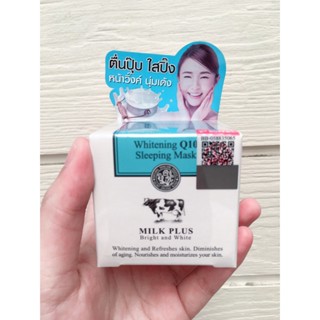 ตื่นปุ๊บ ใสปิ๊ง
หน้าวิ้งค์ นุ่มเด้ง
Whitening Q10
Sleeping Mask
MILK PLUS
Bright and White
Whitening and Refreshes skin. Diminishes
of aging. Nourishes and moisturizes your skin.